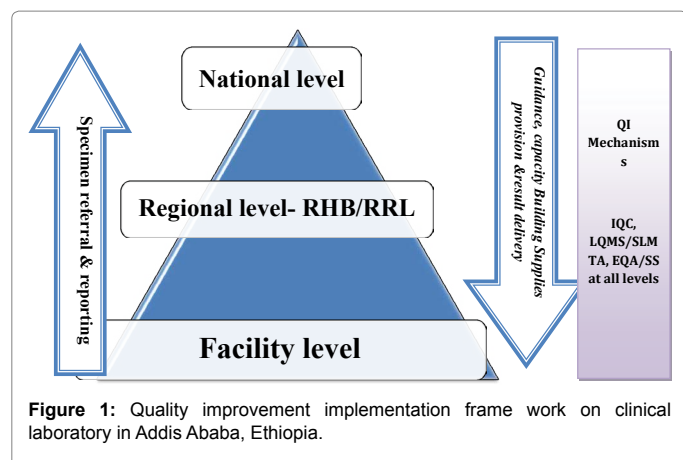 National level
Regional level- RHB/RRL
Facility level
Specimen referral & reporting
Guidance, capacity Building Supplies
provision &result delivery
QI
Mechanism
s
IQC,
LQMS/SLM
TA, EQA/SS
at all levels
Figure 1: Quality improvement implementation frame work on clinical
laboratory in Addis Ababa, Ethiopia.